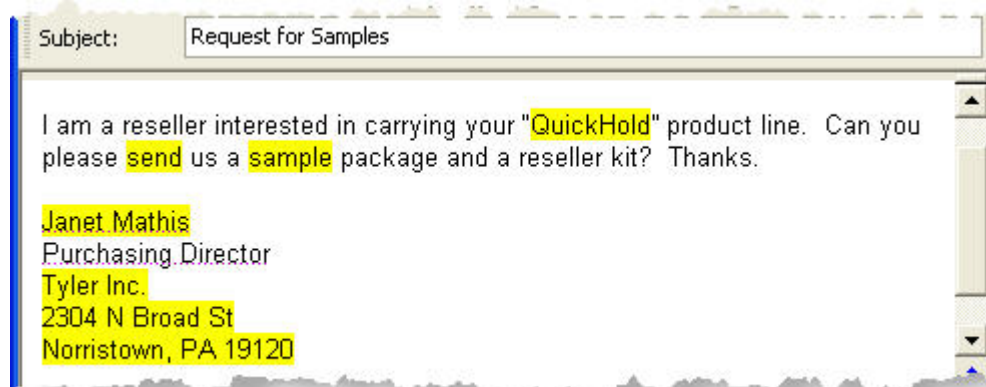 Subject: Request for Samples
I am a reseller interested in carrying your "QuickHold" product line. Can you
please send us a sample package and a reseller kit? Thanks.
Janet Mathis
Purchasing Director
Tyler Inc.
2304 N Broad St
Norristown, PA 19120